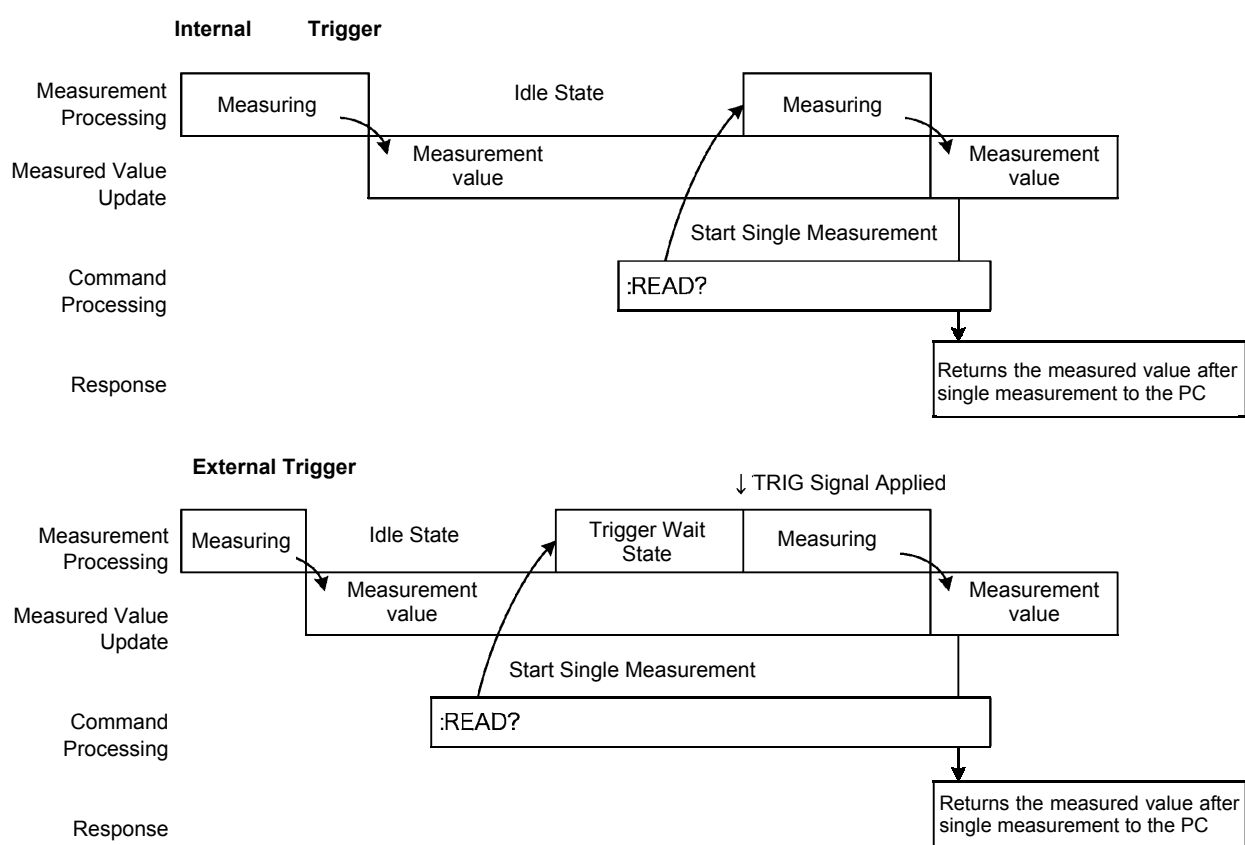 Internal Trigger
Measurement
Processing
Measuring
Idle State
Measuring
Measured Value
Update
Measurement
value
Measurement
value
Start Single Measurement
Command
Processing
:READ?
Response
Returns the measured value after
single measurement to the PC
External Trigger
↓ TRIG Signal Applied
Measurement
Processing
Measuring
Idle State
Trigger Wait
State
Measuring
Measured Value
Update
Measurement
value
Measurement
value
Start Single Measurement
Command
Processing
:READ?
Response
Returns the measured value after
single measurement to the PC